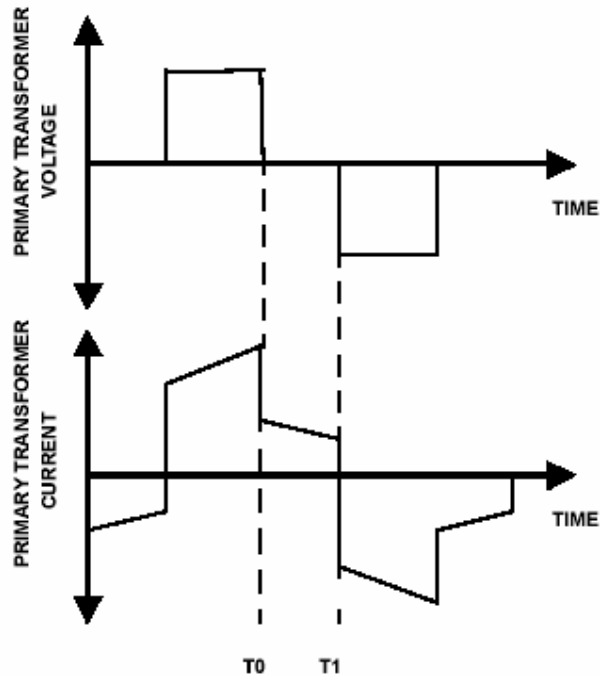 PRIMARY TRANSFORMER
VOLTAGE
TIME
PRIMARY TRANSFORMER
CURRENT
TIME
T0
T1